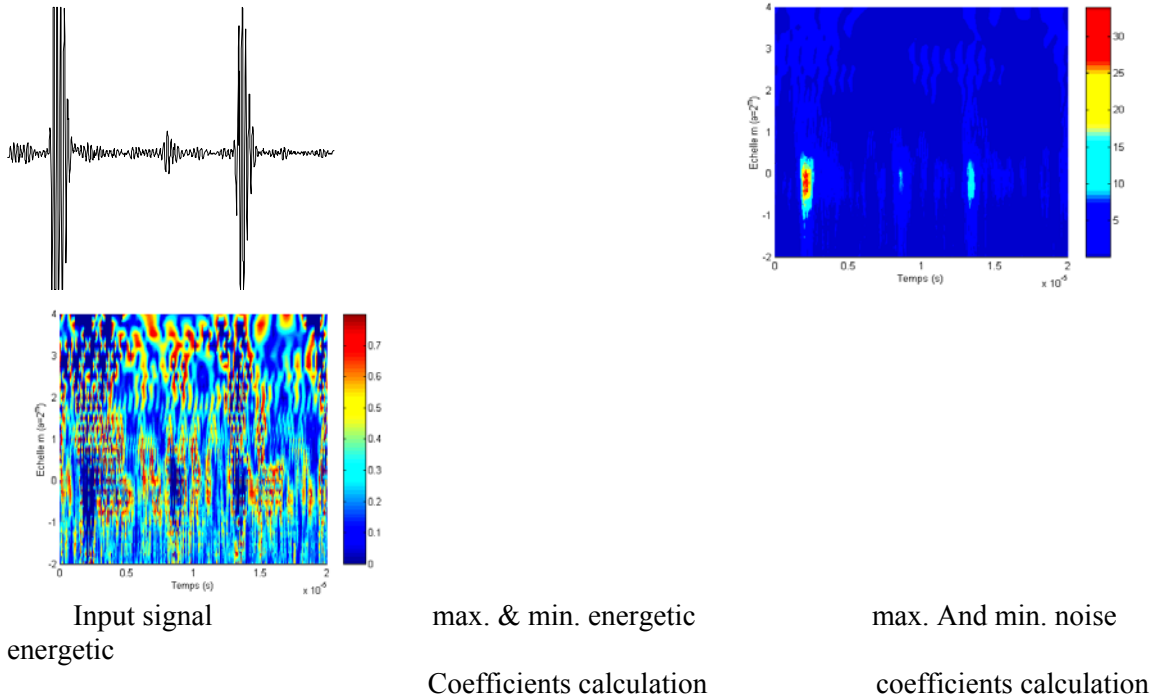 4
3
2
1
0
-1
-2
Echelle m (a=2^m)
0 0.5 1 1.5 2
Temps (s)
x 10^-5
30
25
20
15
10
5
4
3
2
1
0
-1
-2
Echelle m (a=2^m)
0 0.5 1 1.5 2
Temps (s)
x 10^-5
0.7
0.6
0.5
0.4
0.3
0.2
0.1
0
Input signal max. & min. energetic max. And min. noise
energetic
Coefficients calculation coefficients calculation